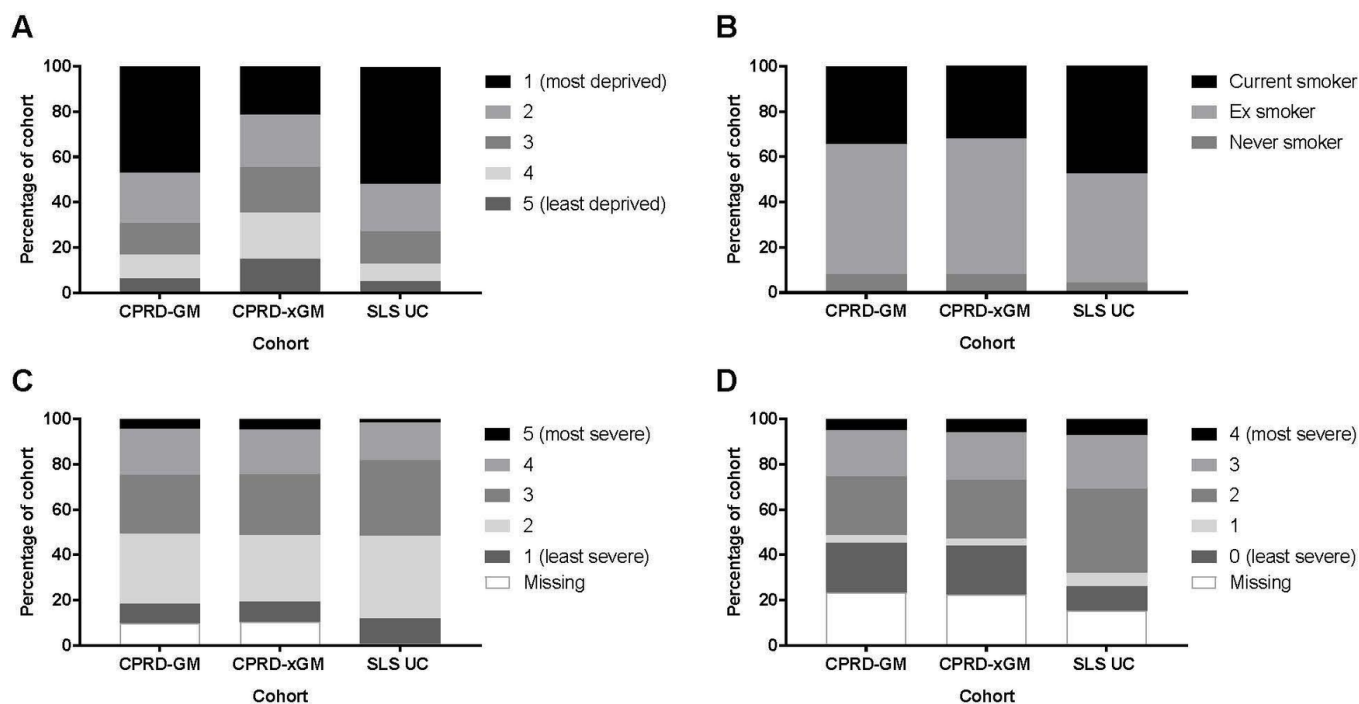 A
Percentage of cohort
100
80
60
40
20
0
CPRD-GM CPRD-xGM SLS UC
Cohort
1 (most deprived)
2
3
4
5 (least deprived)
B
Percentage of cohort
100
80
60
40
20
0
CPRD-GM CPRD-xGM SLS UC
Cohort
Current smoker
Ex smoker
Never smoker
C
Percentage of cohort
100
80
60
40
20
0
CPRD-GM CPRD-xGM SLS UC
Cohort
5 (most severe)
4
3
2
1 (least severe)
Missing
D
Percentage of cohort
100
80
60
40
20
0
CPRD-GM CPRD-xGM SLS UC
Cohort
4 (most severe)
3
2
1
0 (least severe)
Missing